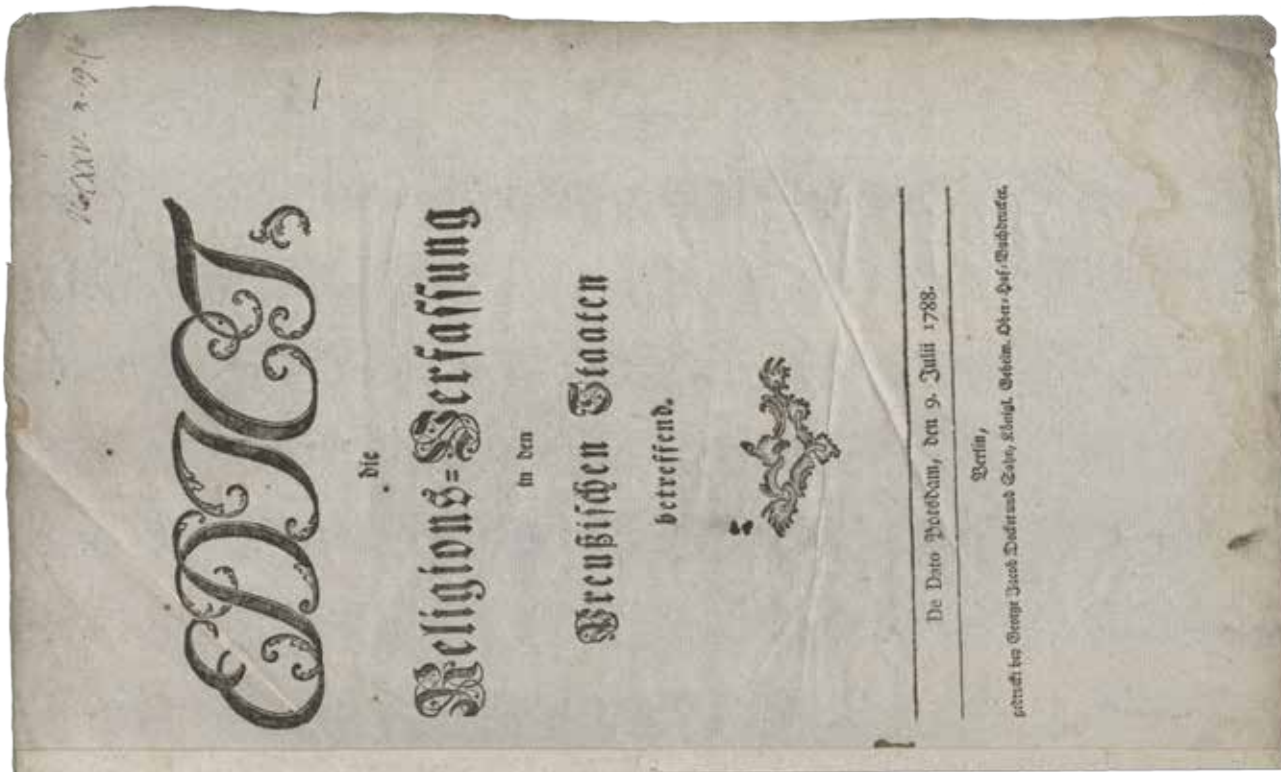 EDICT,
die
Religions=Verfassung
in den
Preußischen Staaten
betreffend.
De Dato Potsdam, den 9. Julii 1788.
Berlin,
gedruckt bey George Jacob Decker und Sohn, Königl. Geheim. Ober=Hof=Buchdrucker.